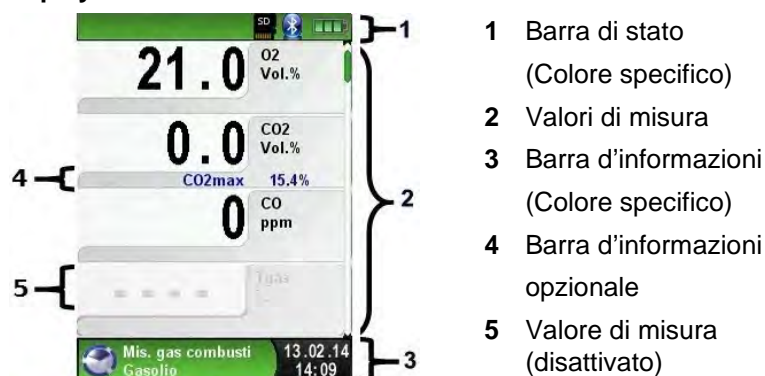 SD
1
21.0 O2
Vol.%
0.0 CO2
Vol.%
4
CO2max 15.4%
0 CO
ppm
2
5
- - - - Tgas
Mis. gas combusti 13.02.14
Gasolio 14:09
3
1 Barra di stato
(Colore specifico)
2 Valori di misura
3 Barra d'informazioni
(Colore specifico)
4 Barra d'informazioni
opzionale
5 Valore di misura
(disattivato)